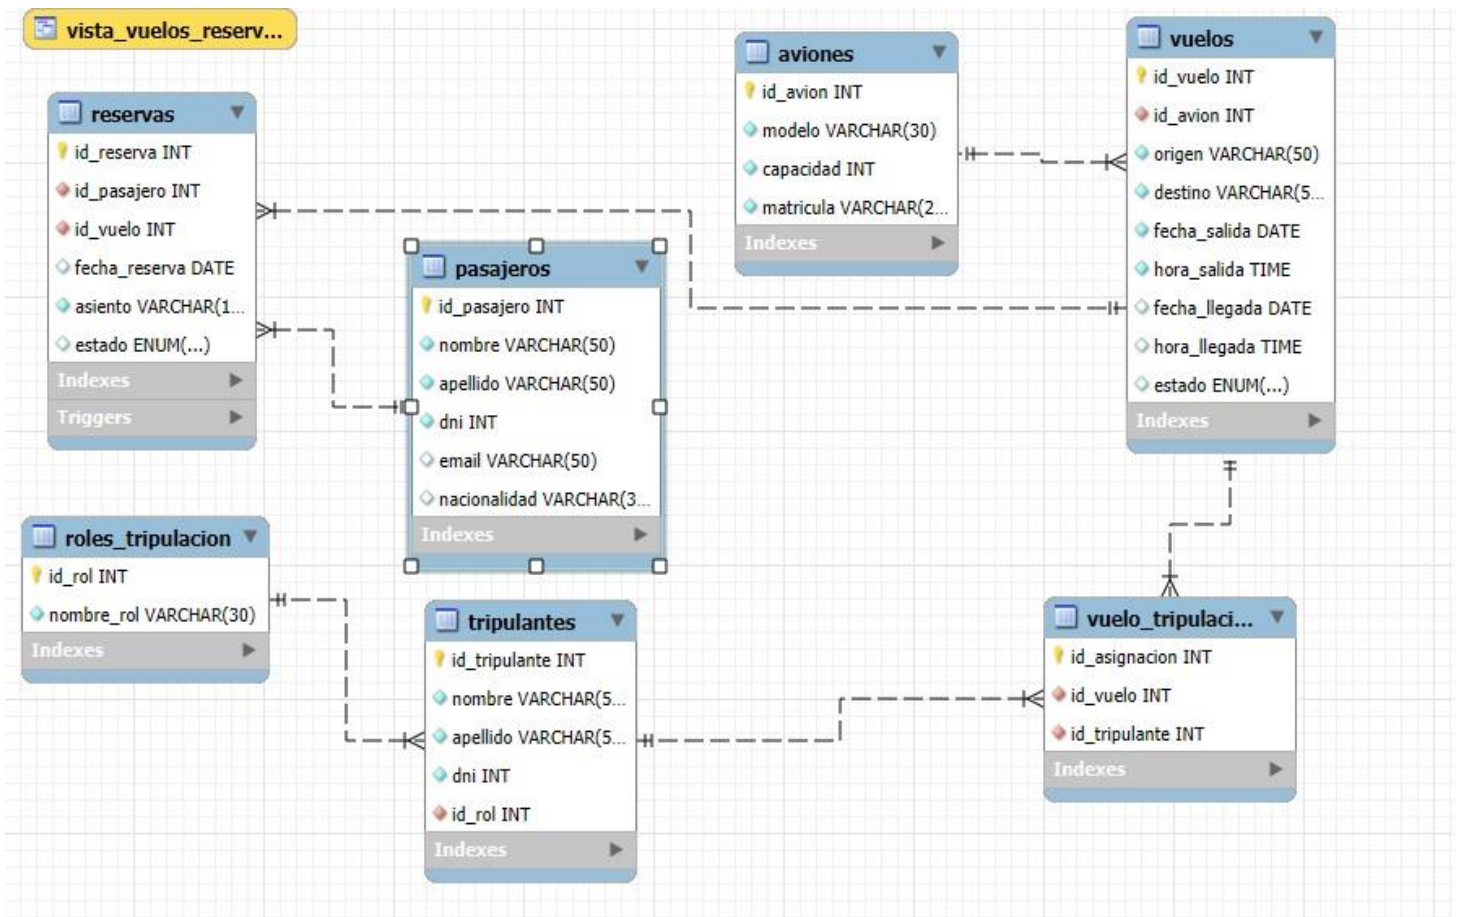 vista_vuelos_reserv...
reservas
id_reserva INT
id_pasajero INT
id_vuelo INT
fecha_reserva DATE
asiento VARCHAR(1...
estado ENUM(...)
Indexes
Triggers
pasajeros
id_pasajero INT
nombre VARCHAR(50)
apellido VARCHAR(50)
dni INT
email VARCHAR(50)
nacionalidad VARCHAR(3...
Indexes
aviones
id_avion INT
modelo VARCHAR(30)
capacidad INT
matricula VARCHAR(2...
Indexes
vuelos
id_vuelo INT
id_avion INT
origen VARCHAR(50)
destino VARCHAR(5...
fecha_salida DATE
hora_salida TIME
fecha_llegada DATE
hora_llegada TIME
estado ENUM(...)
Indexes
roles_tripulacion
id_rol INT
nombre_rol VARCHAR(30)
Indexes
tripulantes
id_tripulante INT
nombre VARCHAR(5...
apellido VARCHAR(5...
dni INT
id_rol INT
Indexes
vuelo_tripulaci...
id_asignacion INT
id_vuelo INT
id_tripulante INT
Indexes